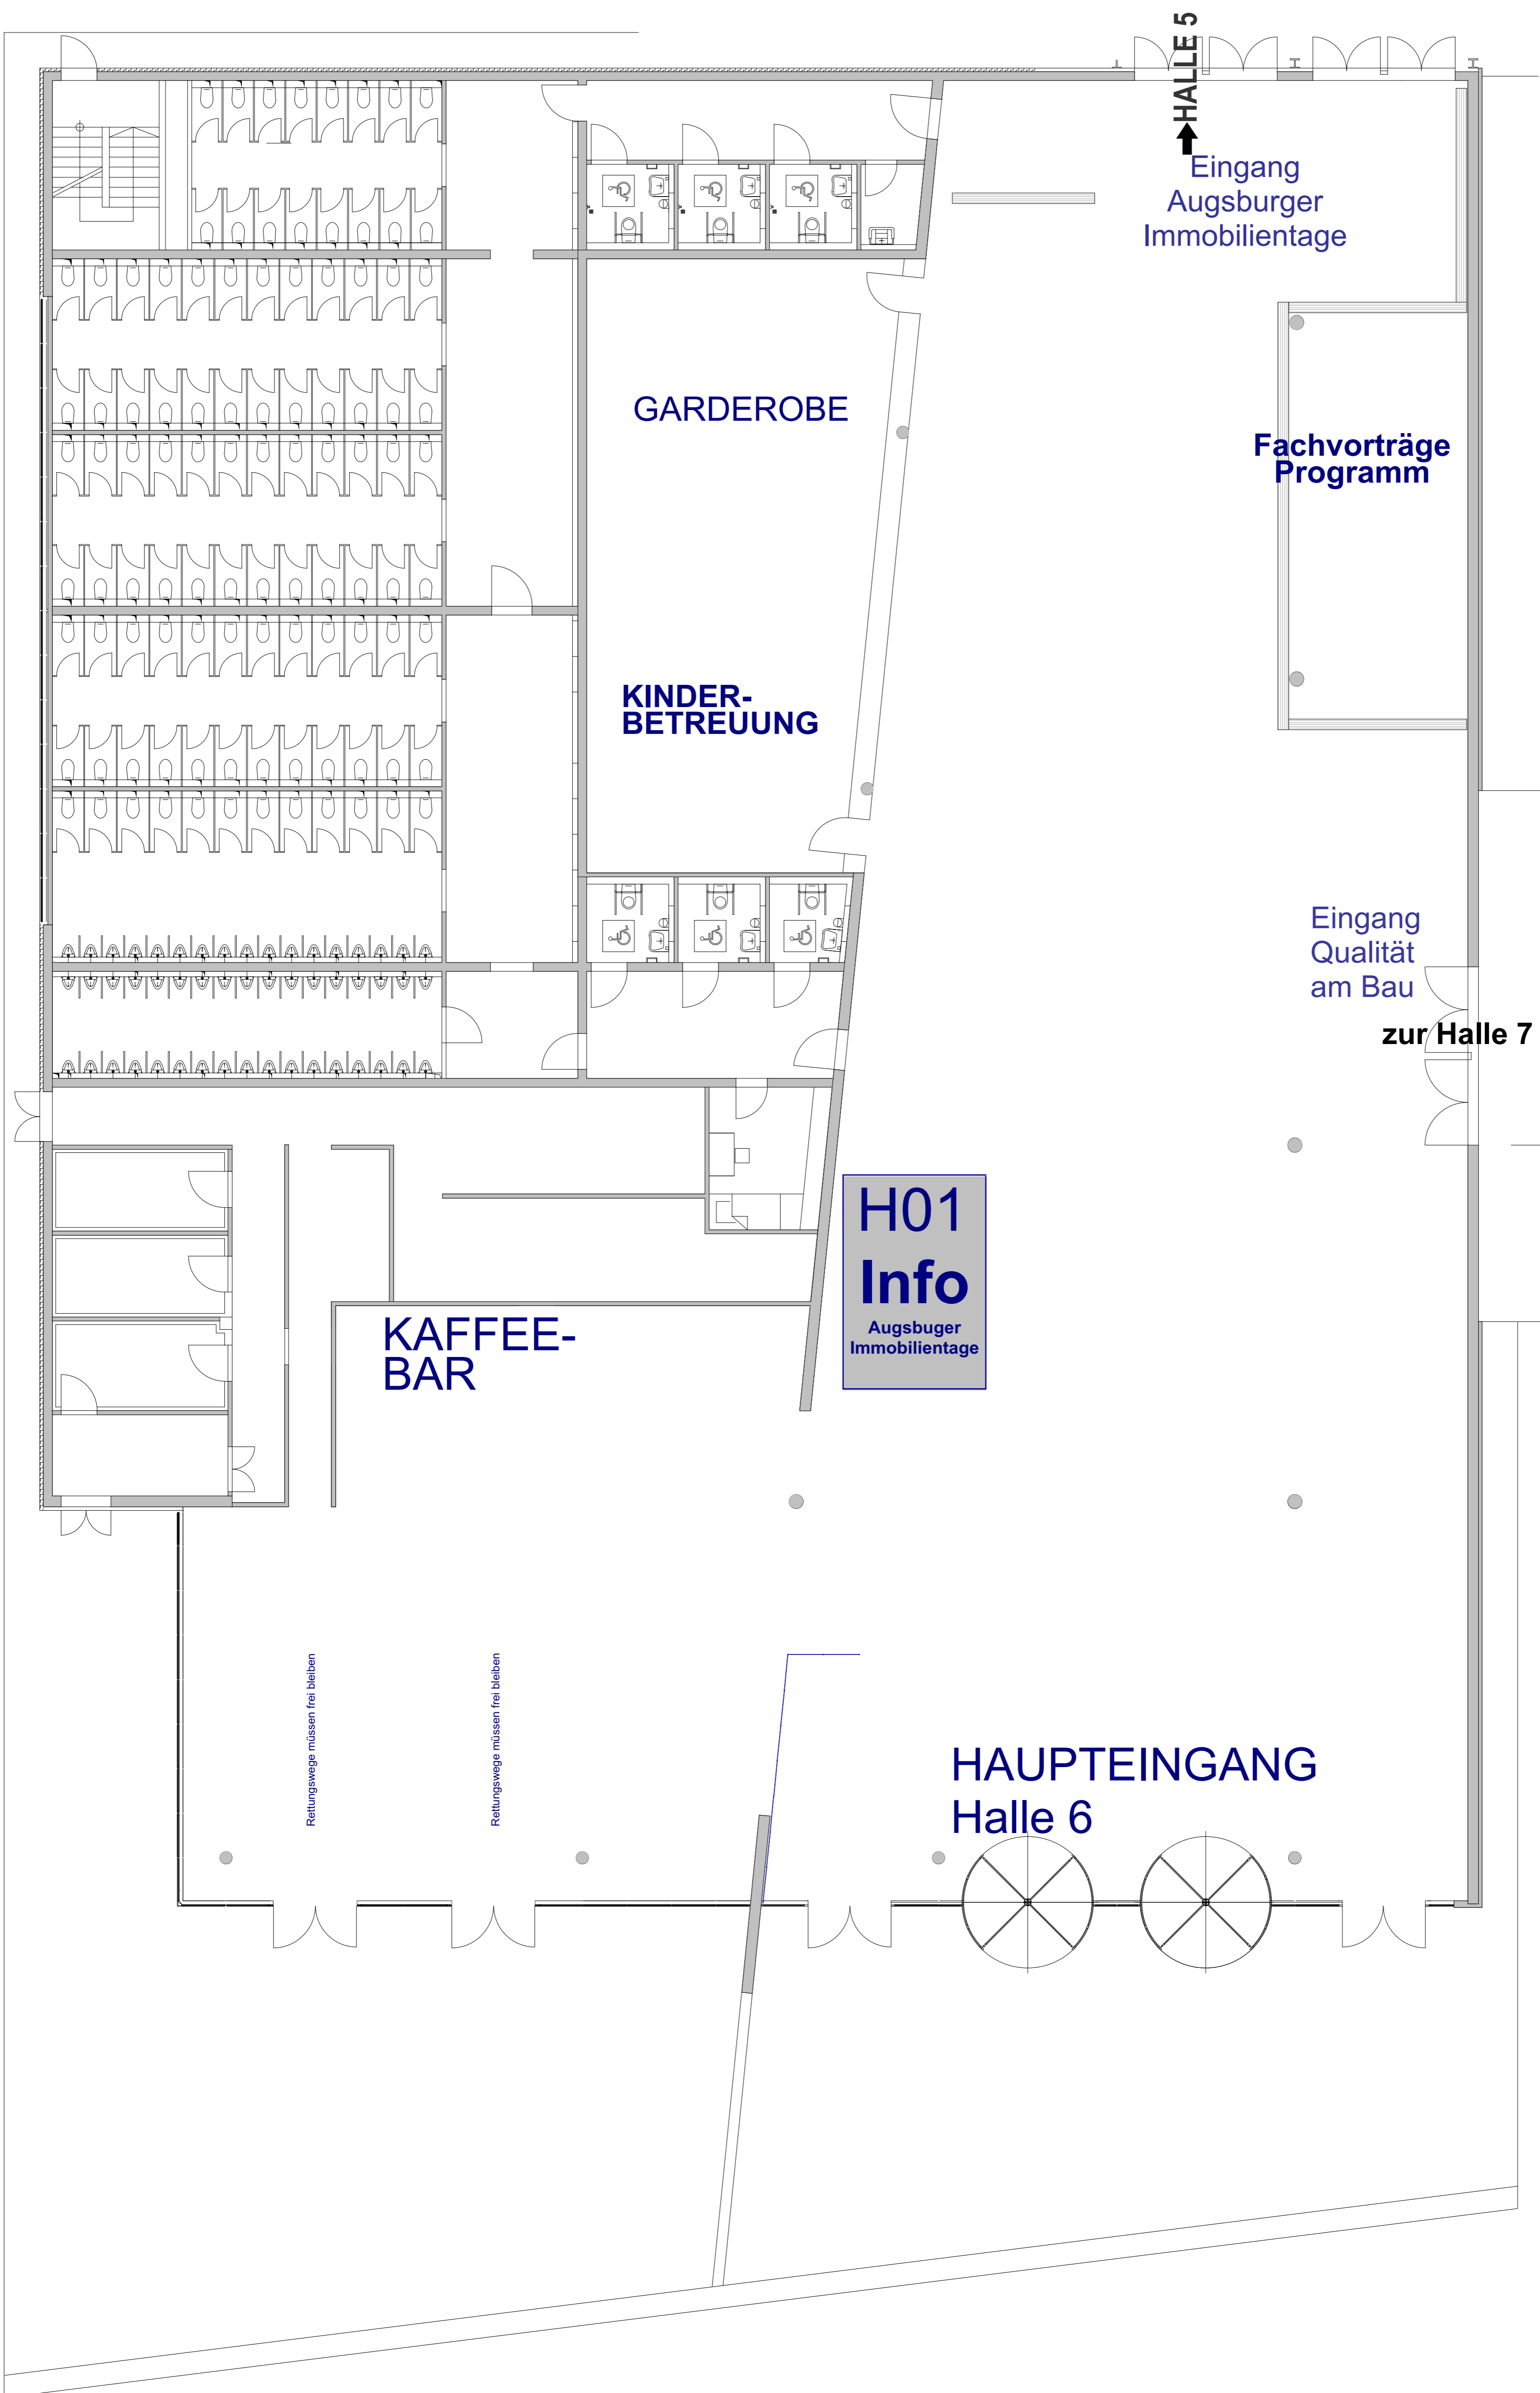 HALLE 5
Eingang
Augsburger
Immobilientage
GARDEROBE
Fachvorträge
Programm
KINDER-
BETREUUNG
Eingang
Qualität
am Bau
zur Halle 7
H01
Info
Augsbuger
Immobilientage
KAFFEE-
BAR
Rettungswege müssen frei bleiben
Rettungswege müssen frei bleiben
HAUPTEINGANG
Halle 6